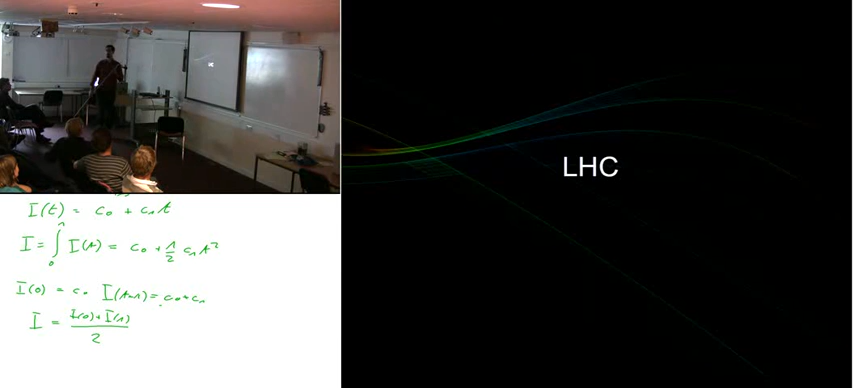 I(t) = c₀ + c₁t
I = ∫₀¹ I(t) = c₀ + 1/2 c₁t²
I(0) = c₀ I(t=1) = c₀+c₁
I = I(0)+I(1) / 2
LHC